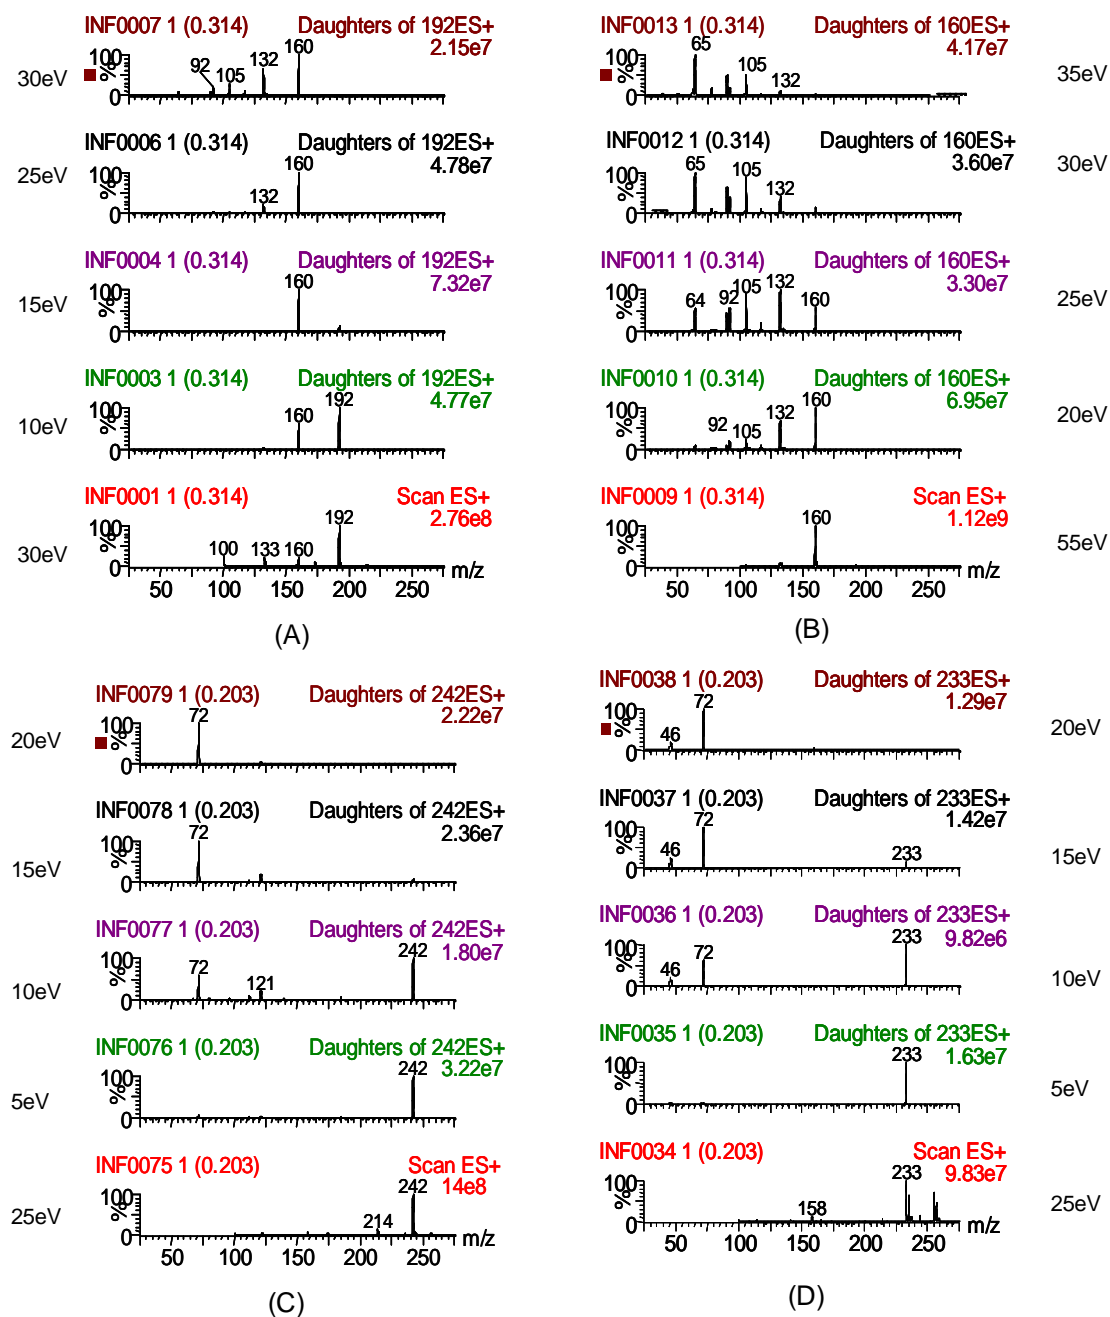 INF0007 1 (0.314) Daughters of 192ES+
2.15e7
30eV
100
%
0
92 105 132 160
INF0006 1 (0.314) Daughters of 192ES+
4.78e7
25eV
100
%
0
132 160
INF0004 1 (0.314) Daughters of 192ES+
7.32e7
15eV
100
%
0
160
INF0003 1 (0.314) Daughters of 192ES+
4.77e7
10eV
100
%
0
160 192
INF0001 1 (0.314) Scan ES+
2.76e8
30eV
100
%
0
100 133 160 192
m/z
50 100 150 200 250
(A)
INF0013 1 (0.314) Daughters of 160ES+
4.17e7
35eV
100
%
0
65 105 132
INF0012 1 (0.314) Daughters of 160ES+
3.60e7
30eV
100
%
0
65 105 132
INF0011 1 (0.314) Daughters of 160ES+
3.30e7
25eV
100
%
0
64 92 105 132 160
INF0010 1 (0.314) Daughters of 160ES+
6.95e7
20eV
100
%
0
92 105 132 160
INF0009 1 (0.314) Scan ES+
1.12e9
55eV
100
%
0
160
m/z
50 100 150 200 250
(B)
INF0079 1 (0.203) Daughters of 242ES+
2.22e7
20eV
100
%
0
72
INF0078 1 (0.203) Daughters of 242ES+
2.36e7
15eV
100
%
0
72
INF0077 1 (0.203) Daughters of 242ES+
1.80e7
10eV
100
%
0
72 121 242
INF0076 1 (0.203) Daughters of 242ES+
3.22e7
5eV
100
%
0
242
INF0075 1 (0.203) Scan ES+
14e8
25eV
100
%
0
214 242
m/z
50 100 150 200 250
(C)
INF0038 1 (0.203) Daughters of 233ES+
1.29e7
20eV
100
%
0
46 72
INF0037 1 (0.203) Daughters of 233ES+
1.42e7
15eV
100
%
0
46 72 233
INF0036 1 (0.203) Daughters of 233ES+
9.82e6
10eV
100
%
0
46 72 233
INF0035 1 (0.203) Daughters of 233ES+
1.63e7
5eV
100
%
0
233
INF0034 1 (0.203) Scan ES+
9.83e7
25eV
100
%
0
158 233
m/z
50 100 150 200 250
(D)